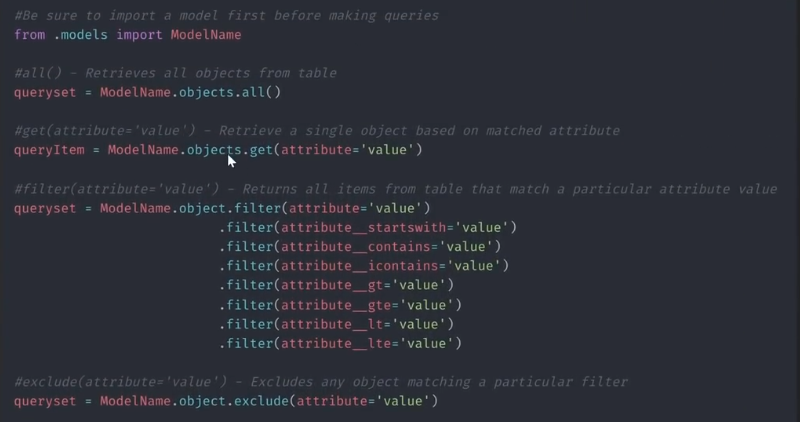 #Be sure to import a model first before making queries
from .models import ModelName
#all() - Retrieves all objects from table
queryset = ModelName.objects.all()
#get(attribute='value') - Retrieve a single object based on matched attribute
queryItem = ModelName.objects.get(attribute='value')
#filter(attribute='value') - Returns all items from table that match a particular attribute value
queryset = ModelName.object.filter(attribute='value')
.filter(attribute__startswith='value')
.filter(attribute__contains='value')
.filter(attribute__icontains='value')
.filter(attribute__gt='value')
.filter(attribute__gte='value')
.filter(attribute__lt='value')
.filter(attribute__lte='value')
#exclude(attribute='value') - Excludes any object matching a particular filter
queryset = ModelName.object.exclude(attribute='value')